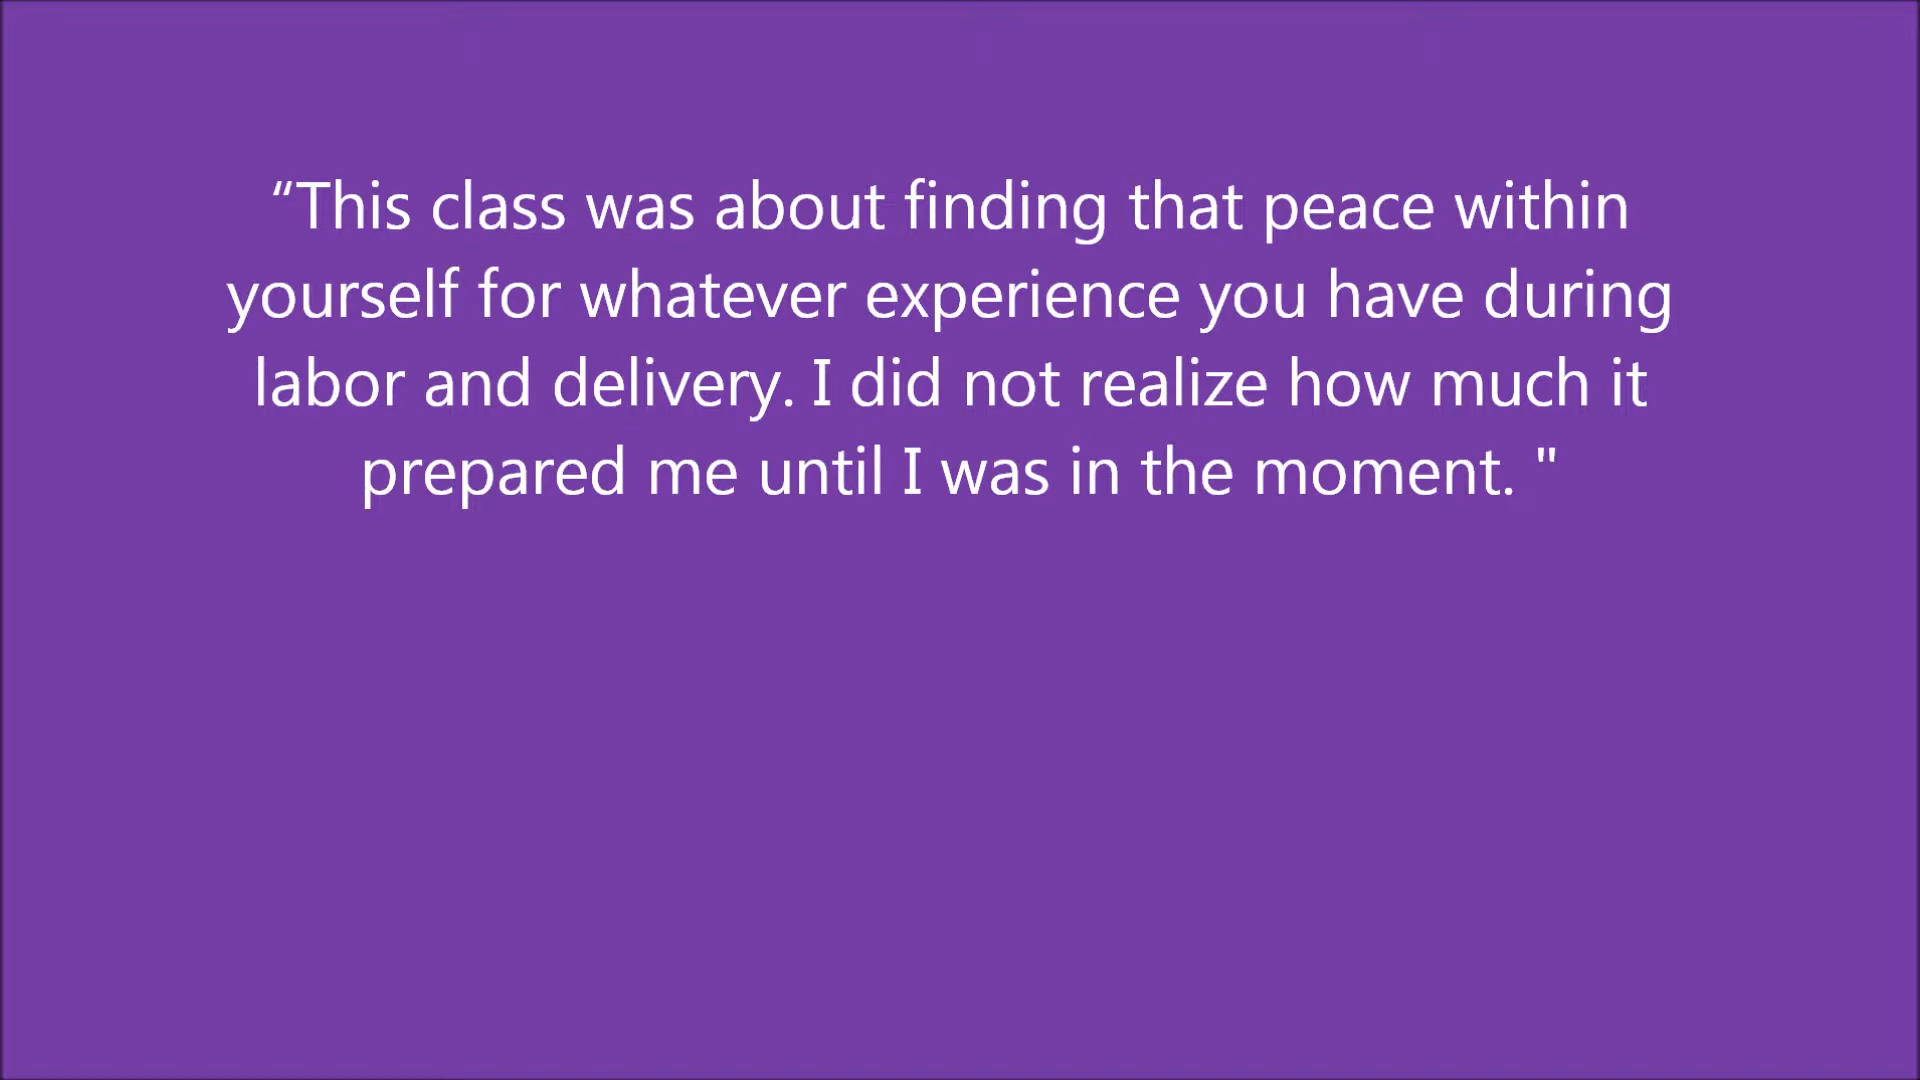 “This class was about finding that peace within
yourself for whatever experience you have during
labor and delivery. I did not realize how much it
prepared me until I was in the moment. "